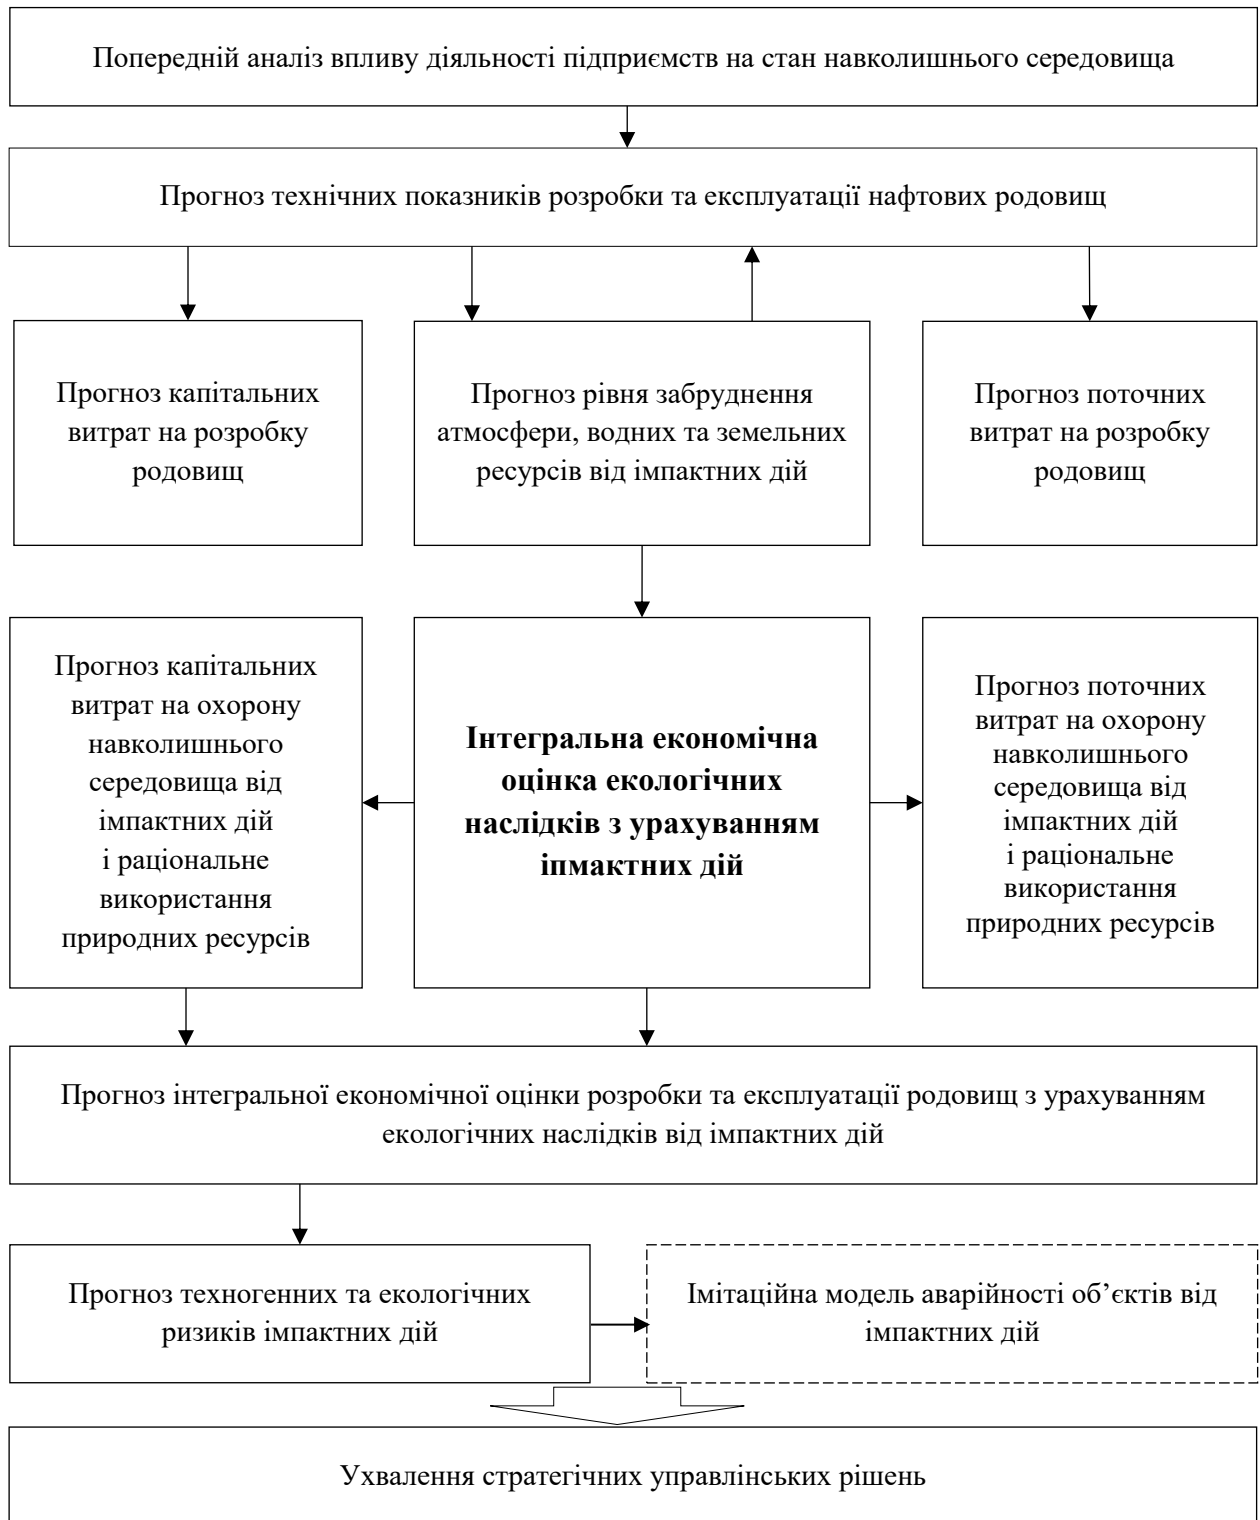 Попередній аналіз впливу діяльності підприємств на стан навколишнього середовища
Прогноз технічних показників розробки та експлуатації нафтових родовищ
Прогноз капітальних
витрат на розробку
родовищ
Прогноз рівня забруднення
атмосфери, водних та земельних
ресурсів від імпактних дій
Прогноз поточних
витрат на розробку
родовищ
Прогноз капітальних
витрат на охорону
навколишнього
середовища від
імпактних дій
і раціональне
використання
природних ресурсів
Інтегральна економічна
оцінка екологічних
наслідків з урахуванням
іпмактних дій
Прогноз поточних
витрат на охорону
навколишнього
середовища від
імпактних дій
і раціональне
використання
природних ресурсів
Прогноз інтегральної економічної оцінки розробки та експлуатації родовищ з урахуванням
екологічних наслідків від імпактних дій
Прогноз техногенних та екологічних
ризиків імпактних дій
Імітаційна модель аварійності об’єктів від
імпактних дій
Ухвалення стратегічних управлінських рішень